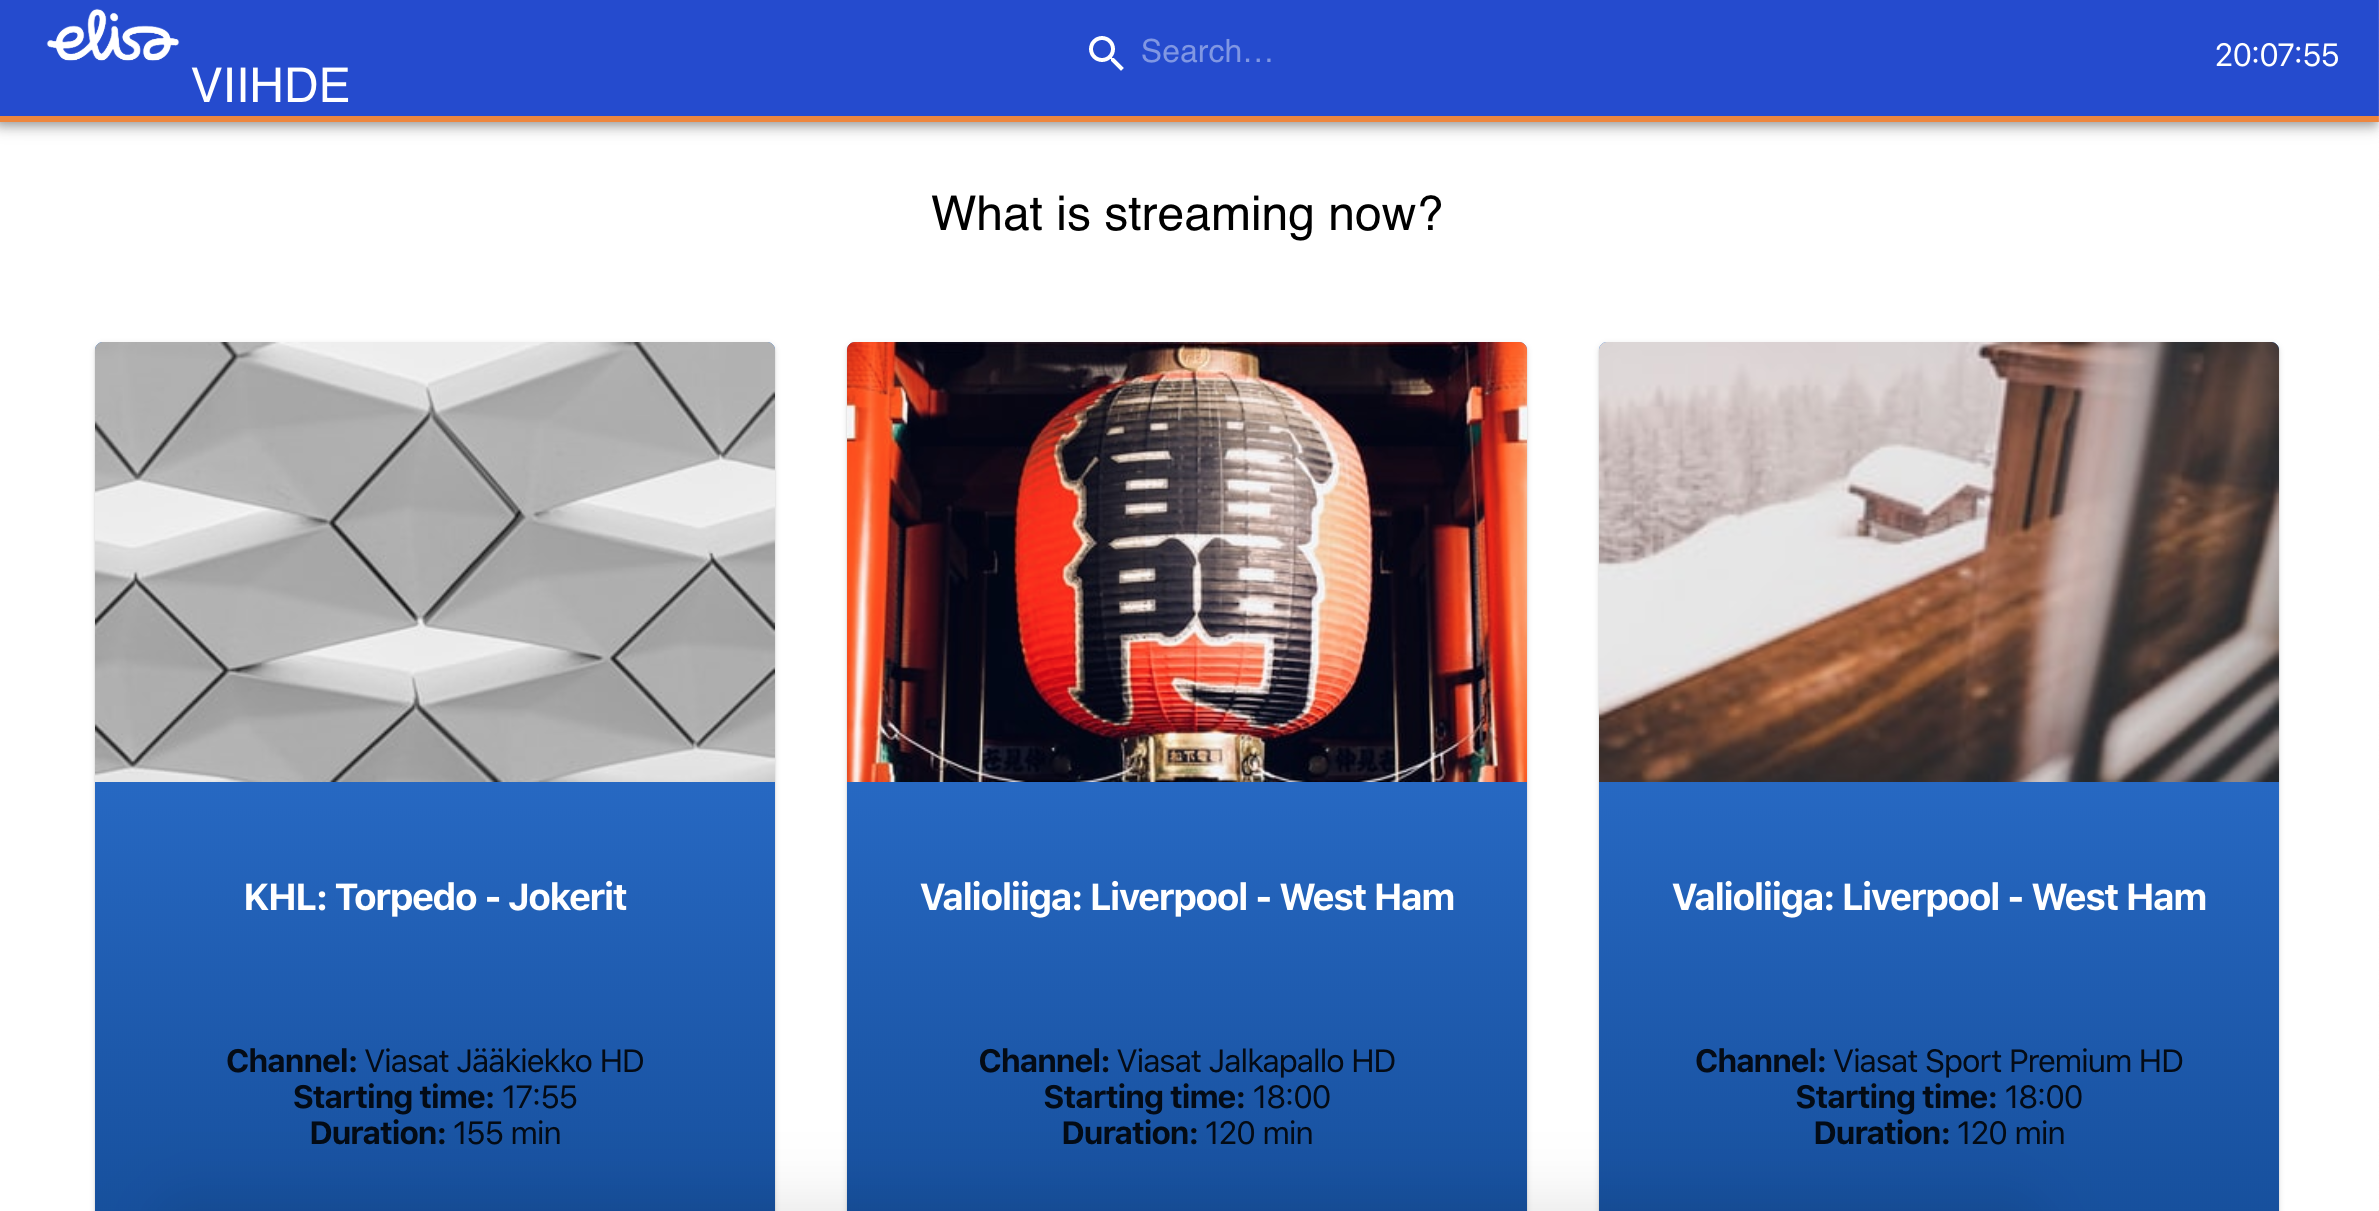 elisa
VIIHDE
Search...
20:07:55
What is streaming now?
KHL: Torpedo - Jokerit
Channel: Viasat Jääkiekko HD
Starting time: 17:55
Duration: 155 min
Valioliiga: Liverpool - West Ham
Channel: Viasat Jalkapallo HD
Starting time: 18:00
Duration: 120 min
Valioliiga: Liverpool - West Ham
Channel: Viasat Sport Premium HD
Starting time: 18:00
Duration: 120 min